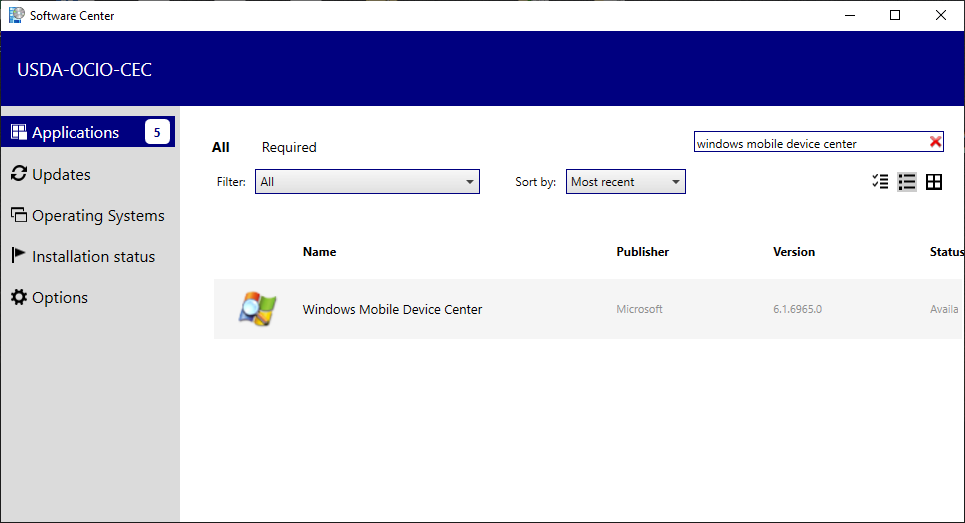 Software Center
USDA-OCIO-CEC
Applications 5
Updates
Operating Systems
Installation status
Options
All Required
windows mobile device center
Filter: All Sort by: Most recent
Name Publisher Version Status
Windows Mobile Device Center Microsoft 6.1.6965.0 Availa